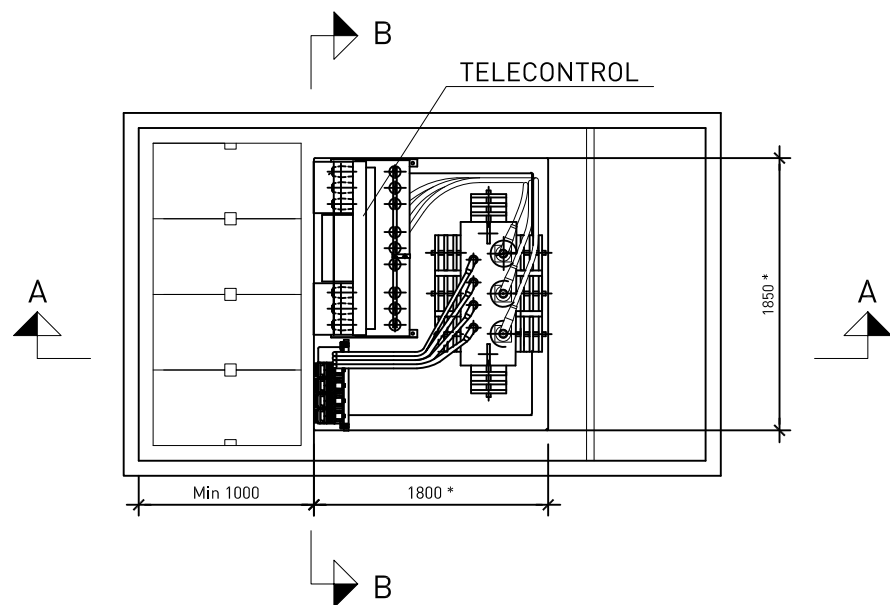 B
TELECONTROL
A
A
1850 *
Min 1000
1800 *
B